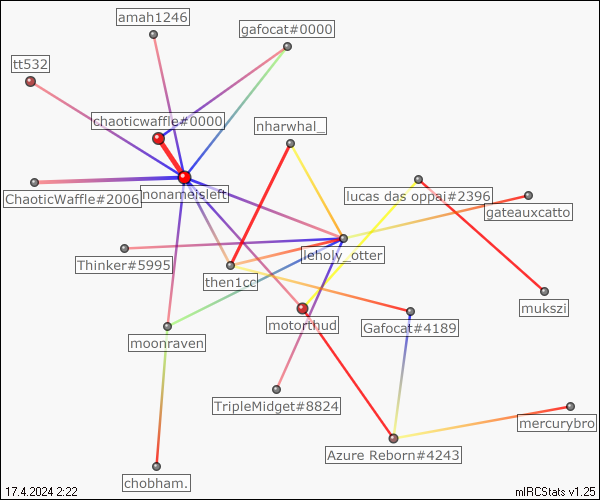 amah1246
gafocat#0000
tt532
chaoticwaffle#0000
nharwhal_
ChaoticWaffle#2006
nonameisleft
lucas das oppai#2396
gateauxcatto
Thinker#5995
then1cc
leholy_otter
mukszi
moonraven
motorthud
Gafocat#4189
TripleMidget#8824
mercurybro
chobham.
Azure Reborn#4243
17.4.2024 2:22
mIRCStats v1.25